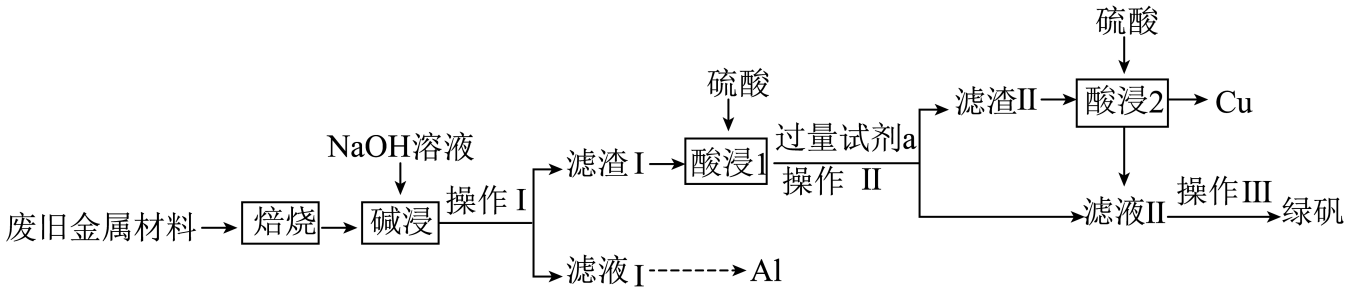 硫酸
硫酸
滤渣Ⅱ
酸浸2
Cu
NaOH溶液
过量试剂a
滤渣Ⅰ
酸浸1
操作 Ⅱ
操作Ⅰ
操作Ⅲ
废旧金属材料
焙烧
碱浸
滤液Ⅱ
绿矾
滤液Ⅰ
Al